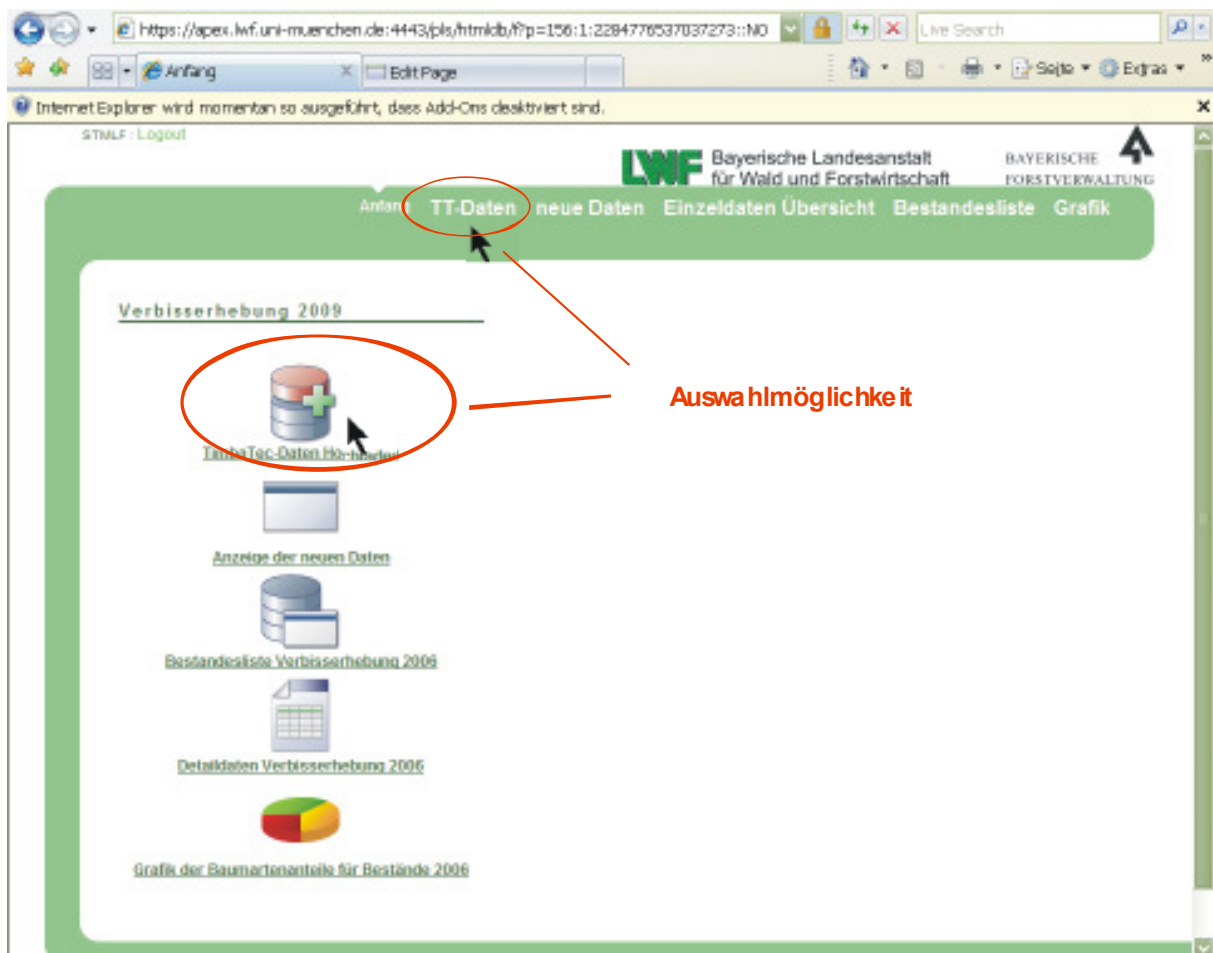 https://apex.lwf.uni-muenchen.de:4443/pls/htmldb/f?p=156:1:2284776537037273::NO
Live Search
Anfang
Edit Page
Seite
Extras
Internet Explorer wird momentan so ausgeführt, dass Add-Ons deaktiviert sind.
STMLF : Logout
LWF Bayerische Landesanstalt für Wald und Forstwirtschaft
BAYERISCHE FORSTVERWALTUNG
Anfang TT-Daten neue Daten Einzeldaten Übersicht Bestandesliste Grafik
Verbisserhebung 2009
Auswahlmöglichkeit
TimbaTec-Daten
Anzeige der neuen Daten
Bestandesliste Verbisserhebung 2006
Detaildaten Verbisserhebung 2006
Grafik der Baumartenanteile für Bestände 2006